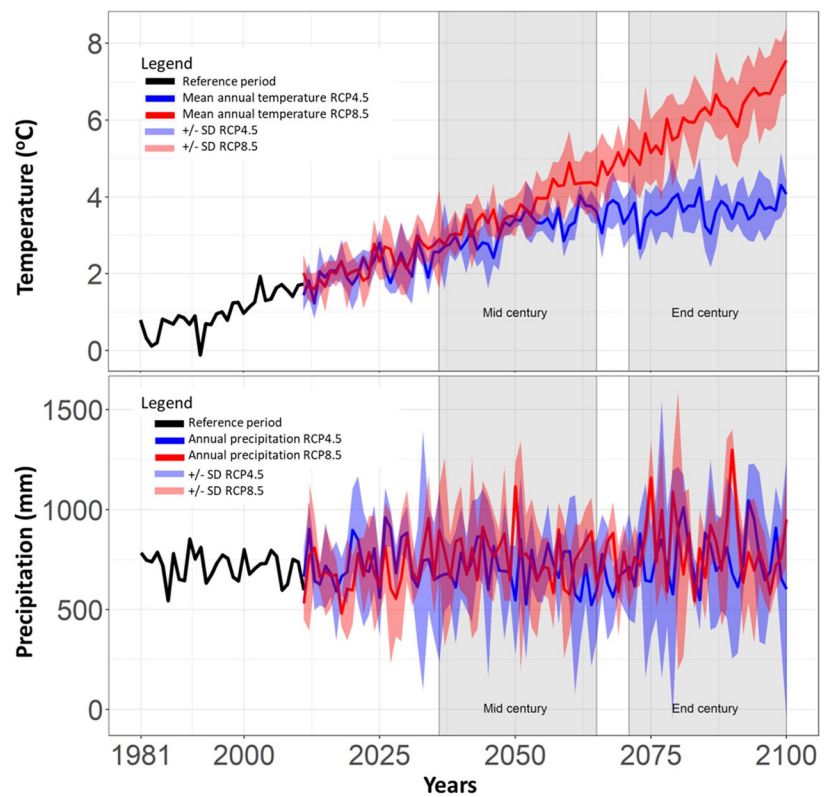 8
6
4
2
0
Temperature (°C)
Legend
Reference period
Mean annual temperature RCP4.5
Mean annual temperature RCP8.5
+/- SD RCP4.5
+/- SD RCP8.5
Mid century
End century
1500
1000
500
0
Precipitation (mm)
Legend
Reference period
Annual precipitation RCP4.5
Annual precipitation RCP8.5
+/- SD RCP4.5
+/- SD RCP8.5
Mid century
End century
1981
2000
2025
2050
2075
2100
Years